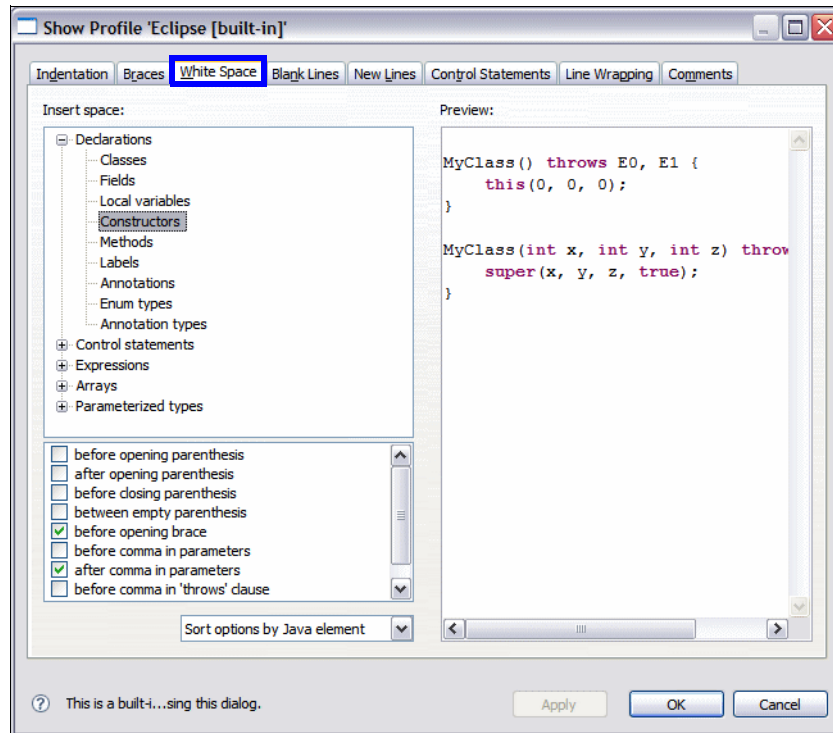 Show Profile 'Eclipse [built-in]'
Indentation Braces White Space Blank Lines New Lines Control Statements Line Wrapping Comments
Insert space:
Declarations
Classes
Fields
Local variables
Constructors
Methods
Labels
Annotations
Enum types
Annotation types
Control statements
Expressions
Arrays
Parameterized types
before opening parenthesis
after opening parenthesis
before closing parenthesis
between empty parenthesis
before opening brace
before comma in parameters
after comma in parameters
before comma in 'throws' clause
Sort options by Java element
Preview:
MyClass() throws E0, E1 {
this(0, 0, 0);
}
MyClass(int x, int y, int z) throw
super(x, y, z, true);
}
This is a built-i...sing this dialog.
Apply OK Cancel